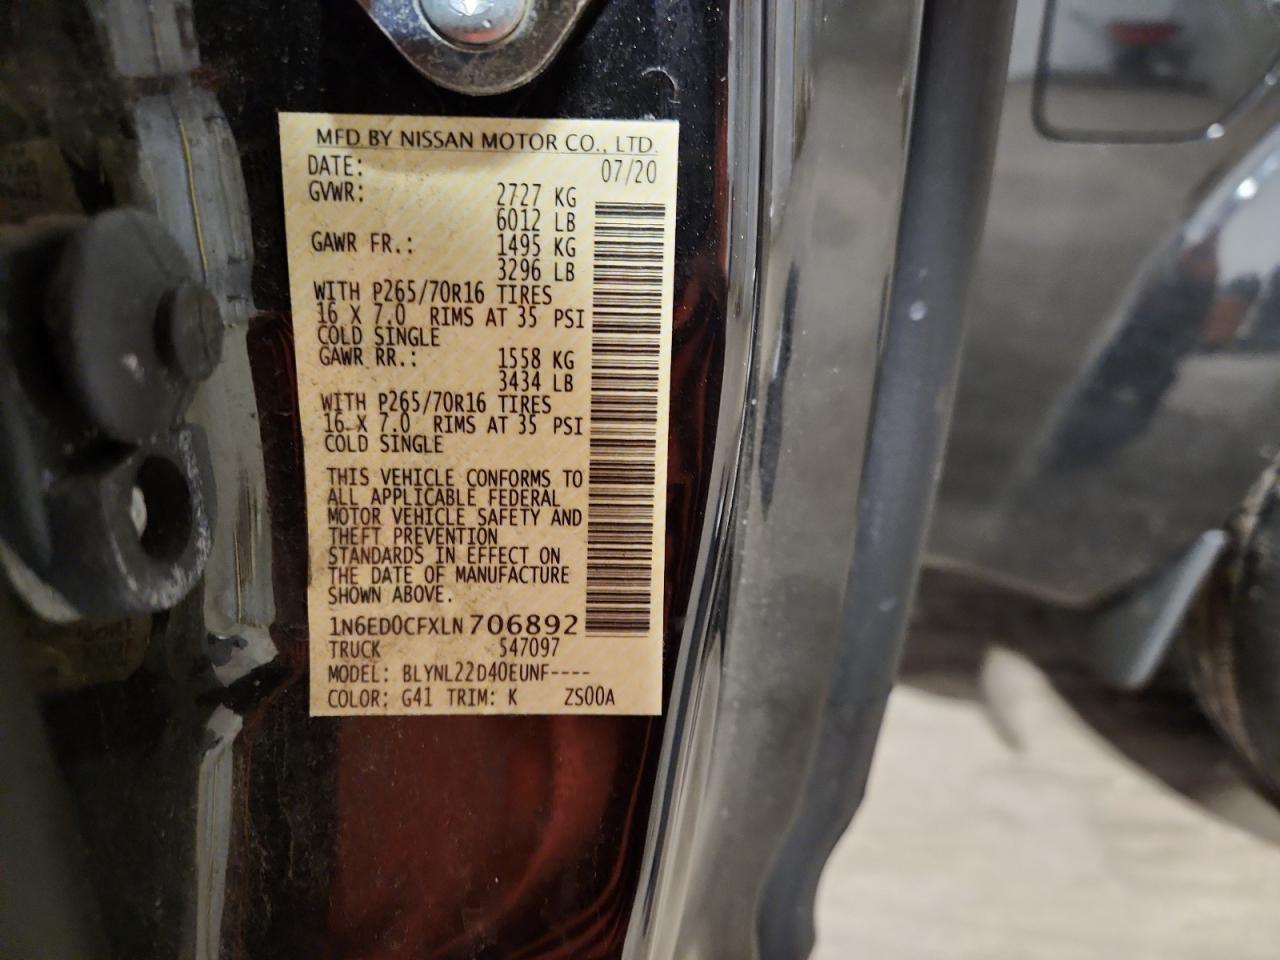 MFD BY NISSAN MOTOR CO., LTD.
DATE: 07/20
GVWR: 2727 KG
6012 LB
GAWR FR.: 1495 KG
3296 LB
WITH P265/70R16 TIRES
16 X 7.0 RIMS AT 35 PSI
COLD SINGLE
GAWR RR.: 1558 KG
3434 LB
WITH P265/70R16 TIRES
16 X 7.0 RIMS AT 35 PSI
COLD SINGLE
THIS VEHICLE CONFORMS TO
ALL APPLICABLE FEDERAL
MOTOR VEHICLE SAFETY AND
THEFT PREVENTION
STANDARDS IN EFFECT ON
THE DATE OF MANUFACTURE
SHOWN ABOVE.
1N6ED0CFXLN706892
TRUCK 547097
MODEL: BLYNL22D40EUNF----
COLOR: G41 TRIM: K ZS00A